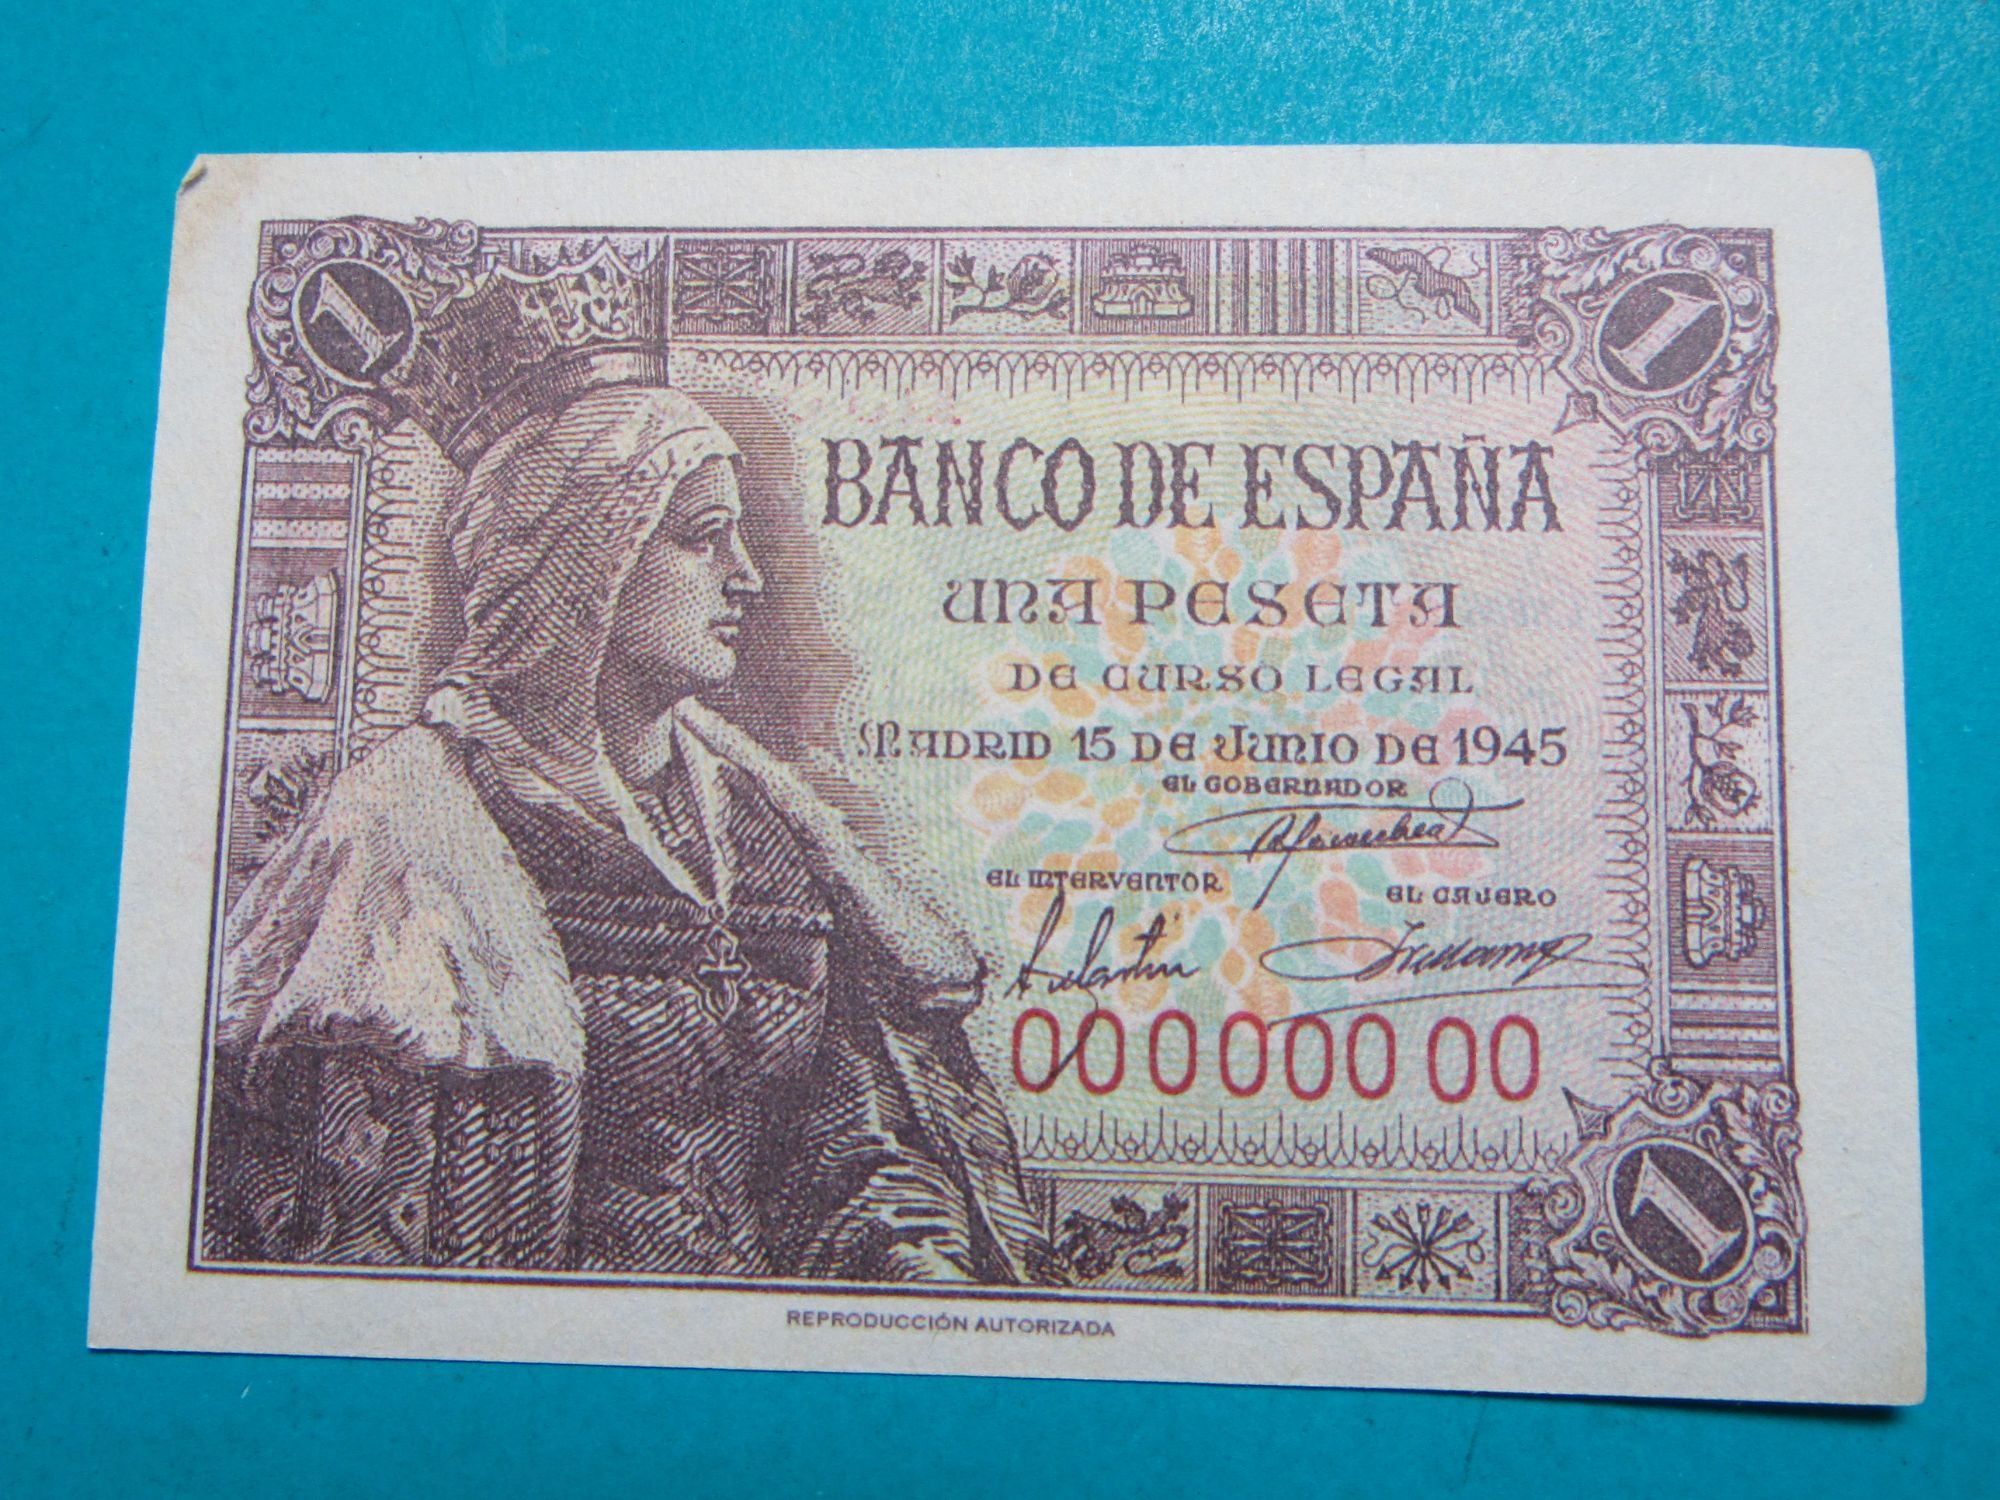 1 1
BANCO DE ESPAÑA
UNA PESETA
DE CURSO LEGAL
MADRID 15 DE JUNIO DE 1945
EL GOBERNADOR
EL INTERVENTOR EL CAJERO
00000000
1
REPRODUCCIÓN AUTORIZADA